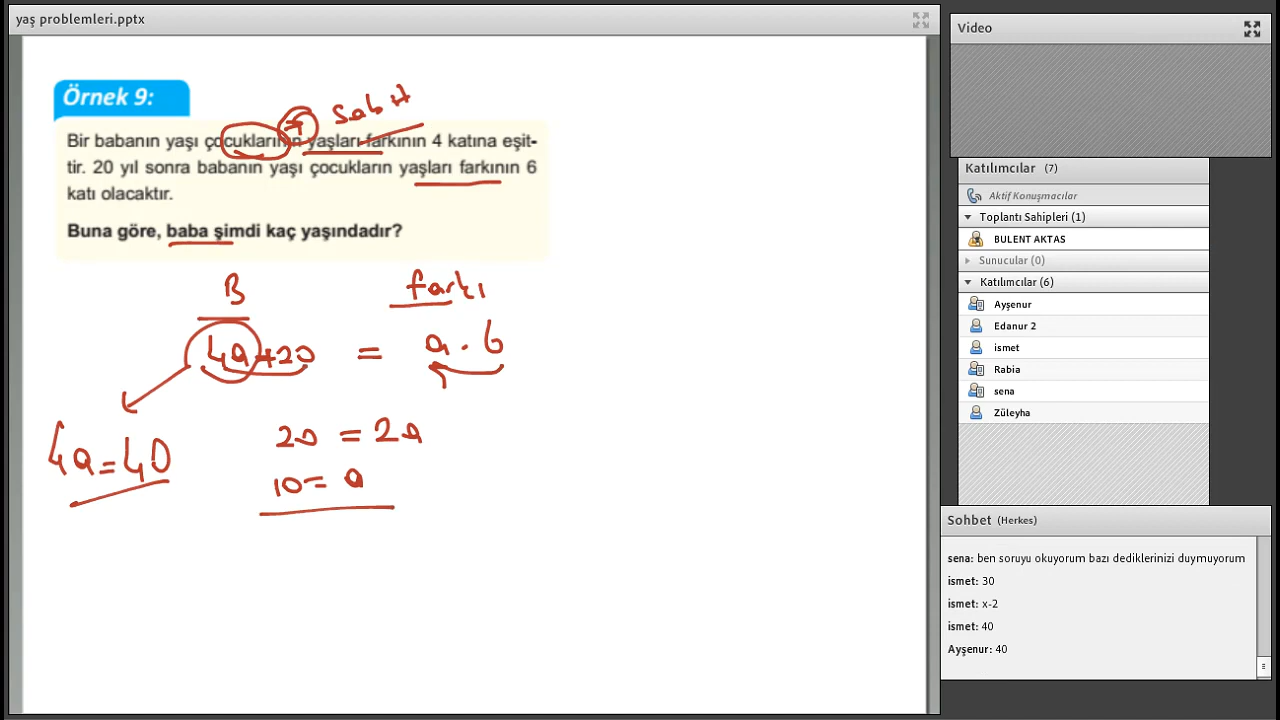 yaş problemleri.pptx
Örnek 9:
Sabit
Bir babanın yaşı çocukların yaşları farkının 4 katına eşit-
tir. 20 yıl sonra babanın yaşı çocukların yaşları farkının 6
katı olacaktır.
Buna göre, baba şimdi kaç yaşındadır?
B
farkı
4a+20 = a.6
20 = 2a
4a=40
10= a
Video
Katılımcılar (7)
Aktif Konuşmacılar
Toplantı Sahipleri (1)
BULENT AKTAS
Sunucular (0)
Katılımcılar (6)
Ayşenur
Edanur 2
ismet
Rabia
sena
Züleyha
Sohbet (Herkes)
sena: ben soruyu okuyorum bazı dediklerinizi duymuyorum
ismet: 30
ismet: x-2
ismet: 40
Ayşenur: 40